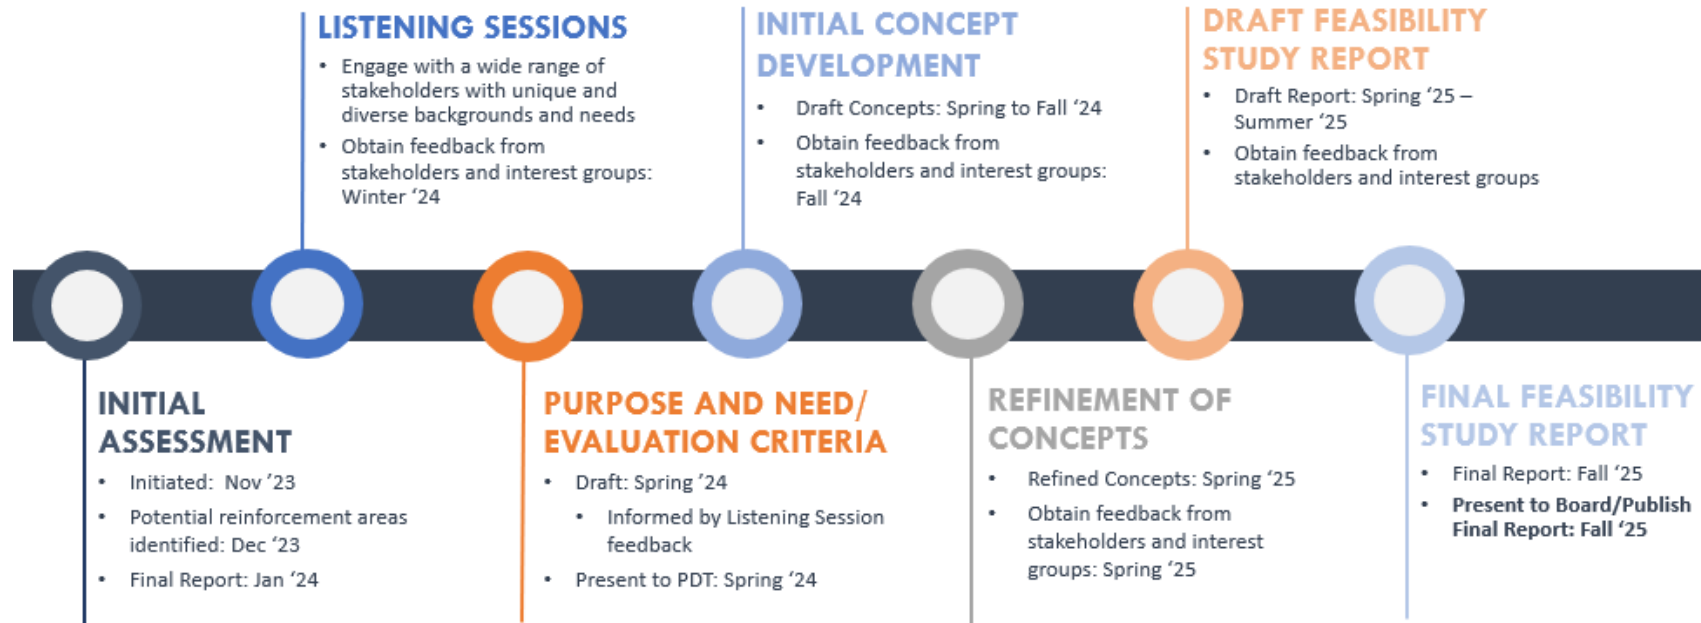 LISTENING SESSIONS
• Engage with a wide range of
stakeholders with unique and
diverse backgrounds and needs
• Obtain feedback from
stakeholders and interest groups:
Winter ‘24
INITIAL CONCEPT
DEVELOPMENT
• Draft Concepts: Spring to Fall ‘24
• Obtain feedback from
stakeholders and interest groups:
Fall ‘24
DRAFT FEASIBILITY
STUDY REPORT
• Draft Report: Spring ‘25 –
Summer ‘25
• Obtain feedback from
stakeholders and interest groups
INITIAL
ASSESSMENT
• Initiated: Nov ’23
• Potential reinforcement areas
identified: Dec ‘23
• Final Report: Jan ‘24
PURPOSE AND NEED/
EVALUATION CRITERIA
• Draft: Spring ’24
• Informed by Listening Session
feedback
• Present to PDT: Spring ‘24
REFINEMENT OF
CONCEPTS
• Refined Concepts: Spring ‘25
• Obtain feedback from
stakeholders and interest
groups: Spring ‘25
FINAL FEASIBILITY
STUDY REPORT
• Final Report: Fall ‘25
• Present to Board/Publish
Final Report: Fall ‘25